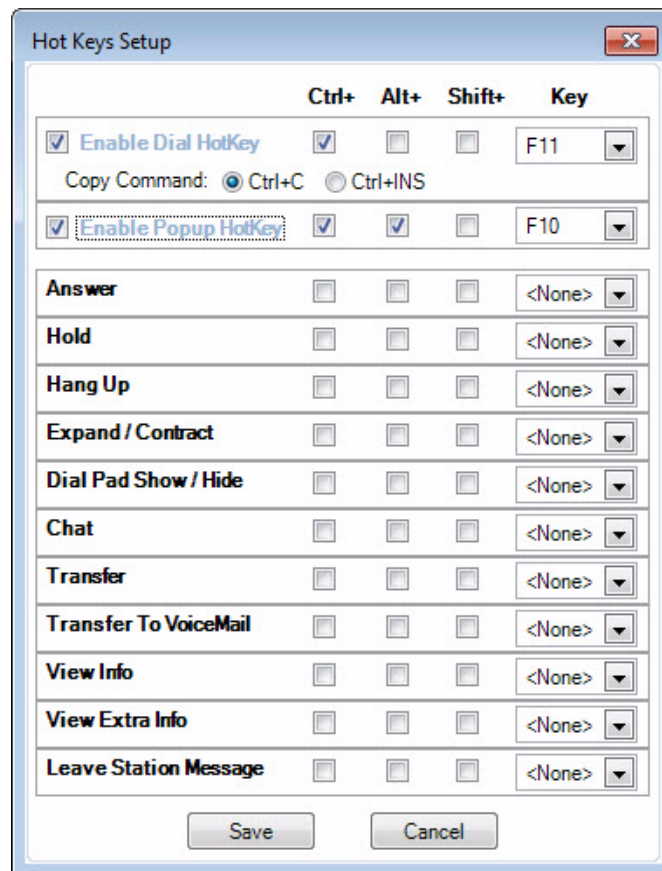 Hot Keys Setup
Ctrl+ Alt+ Shift+ Key
Enable Dial HotKey F11
Copy Command: Ctrl+C Ctrl+INS
Enable Popup HotKey F10
Answer <None>
Hold <None>
Hang Up <None>
Expand / Contract <None>
Dial Pad Show / Hide <None>
Chat <None>
Transfer <None>
Transfer To VoiceMail <None>
View Info <None>
View Extra Info <None>
Leave Station Message <None>
Save Cancel